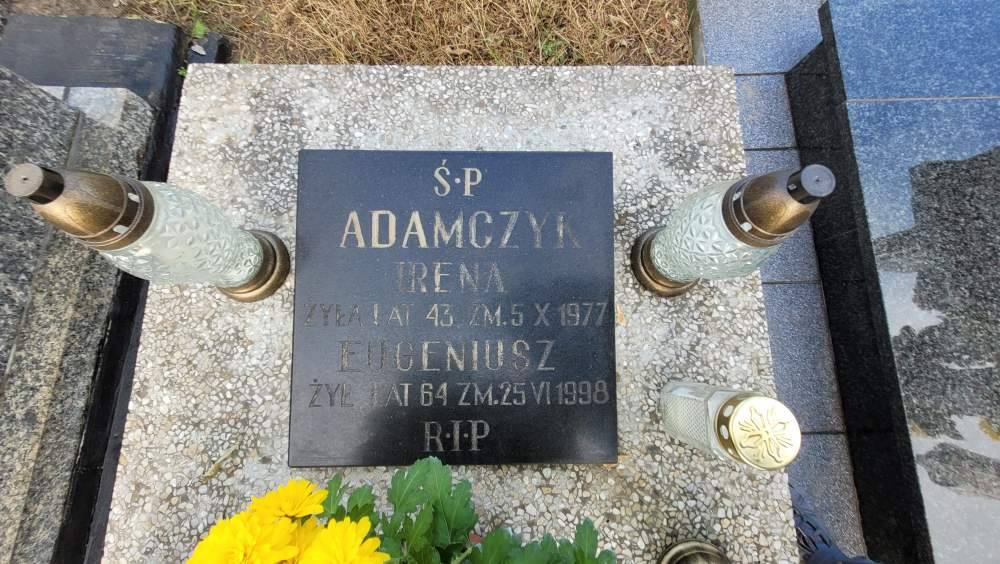 Ś·P
ADAMCZYK
IRENA
ŻYŁA LAT 43 ZM.5 X 1977
EUGENIUSZ
ŻYŁ LAT 64 ZM.25 VI 1998
R·I·P